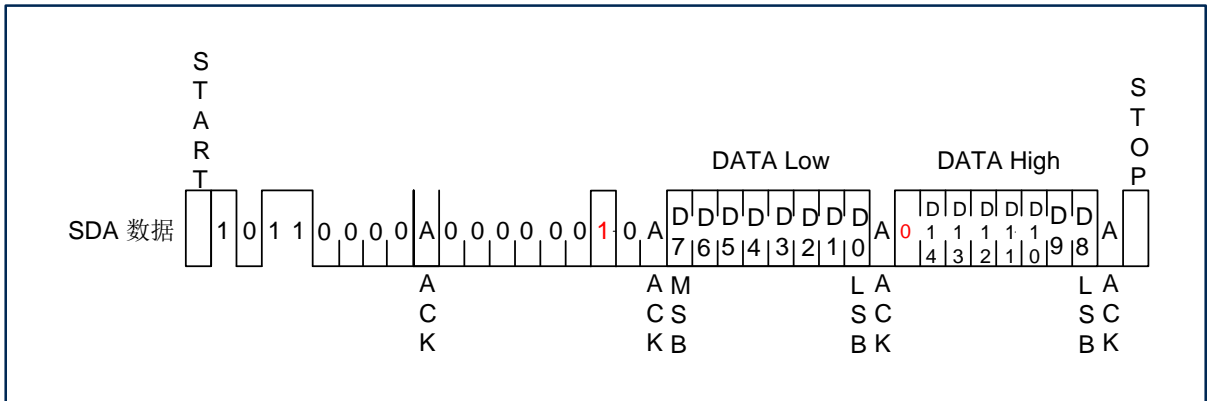 START
STOP
DATA Low
DATA High
SDA 数据
1 0 1 1 0 0 0 0 A 0 0 0 0 0 0 1 0 A D7 D6 D5 D4 D3 D2 D1 D0 A 0 D14 D13 D12 D11 D10 D9 D8 A
ACK
ACK
MSB
LSB
ACK
LSB
ACK